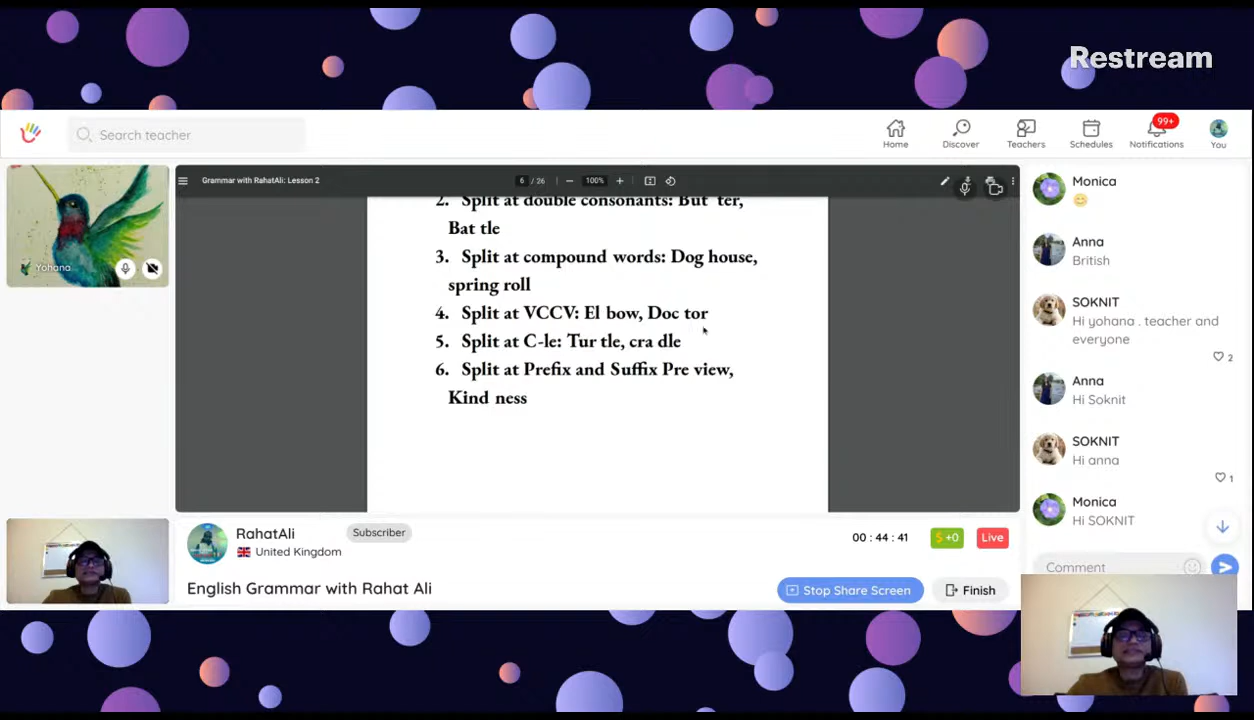 Restream
Search teacher
Home
Discover
Teachers
Schedules
99+
Notifications
You
Yohana
Grammar with RahatAli: Lesson 2
6 / 26
100%
2. Split at double consonants: But ter,
Bat tle
3. Split at compound words: Dog house,
spring roll
4. Split at VCCV: El bow, Doc tor
5. Split at C-le: Tur tle, cra dle
6. Split at Prefix and Suffix Pre view,
Kind ness
Monica
Anna
British
SOKNIT
Hi yohana . teacher and
everyone
2
Anna
Hi Soknit
SOKNIT
Hi anna
1
Monica
Hi SOKNIT
Comment
RahatAli
Subscriber
United Kingdom
00 : 44 : 41
$ +0
Live
English Grammar with Rahat Ali
Stop Share Screen
Finish